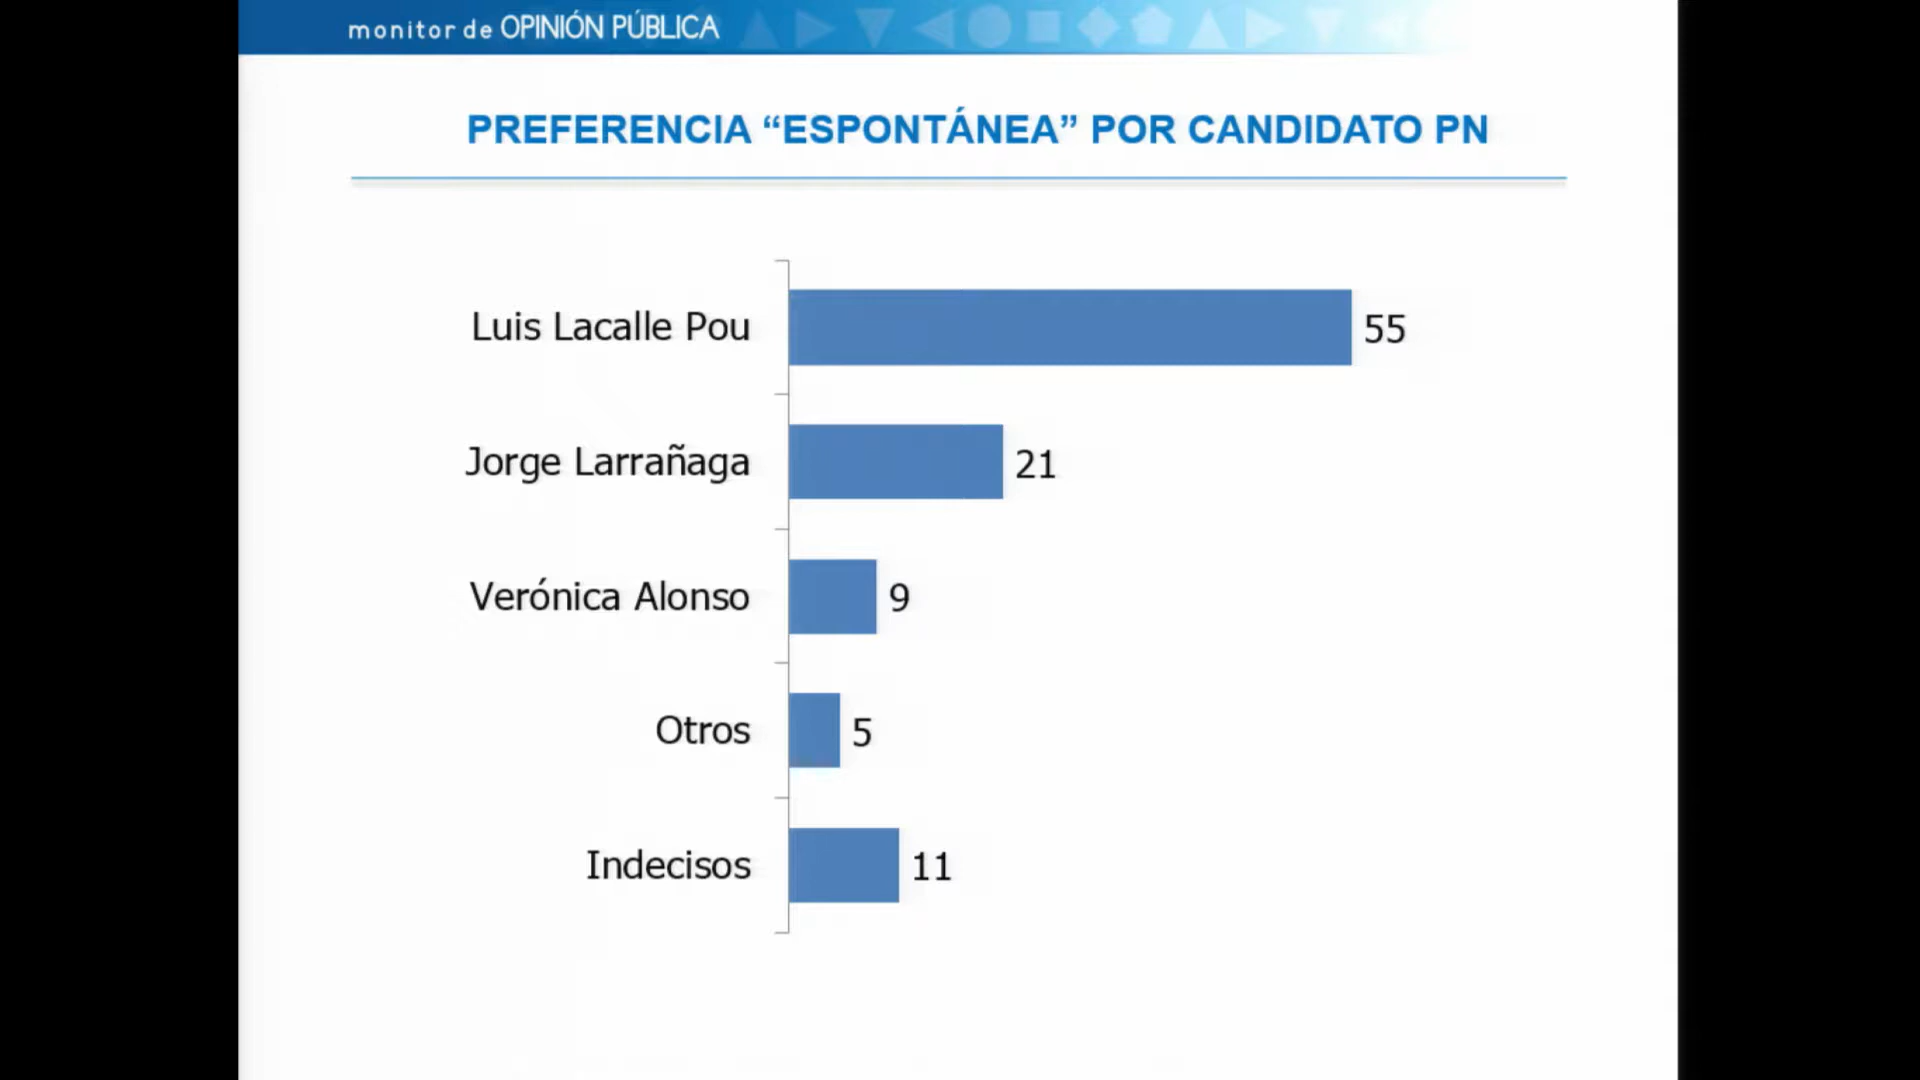 monitor de OPINIÓN PÚBLICA
PREFERENCIA “ESPONTÁNEA” POR CANDIDATO PN
Luis Lacalle Pou 55
Jorge Larrañaga 21
Verónica Alonso 9
Otros 5
Indecisos 11